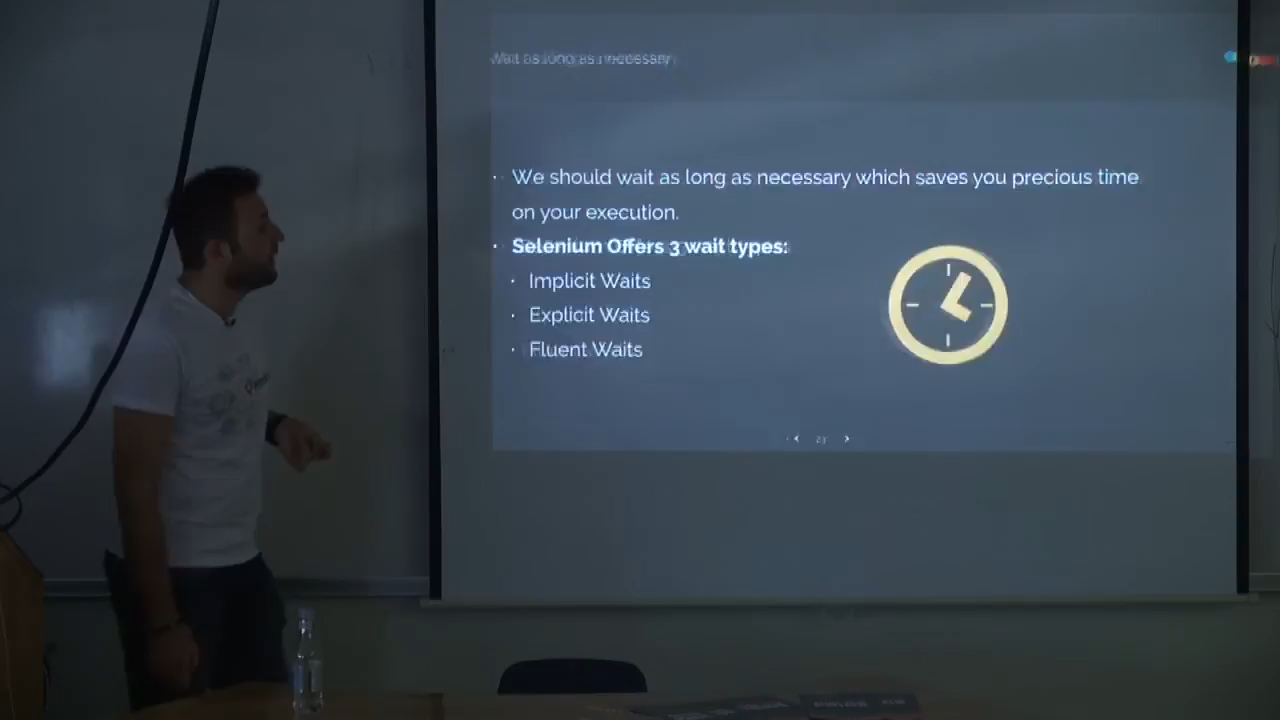 Wait as long as necessary
• We should wait as long as necessary which saves you precious time
on your execution.
• Selenium Offers 3 wait types:
• Implicit Waits
• Explicit Waits
• Fluent Waits
23